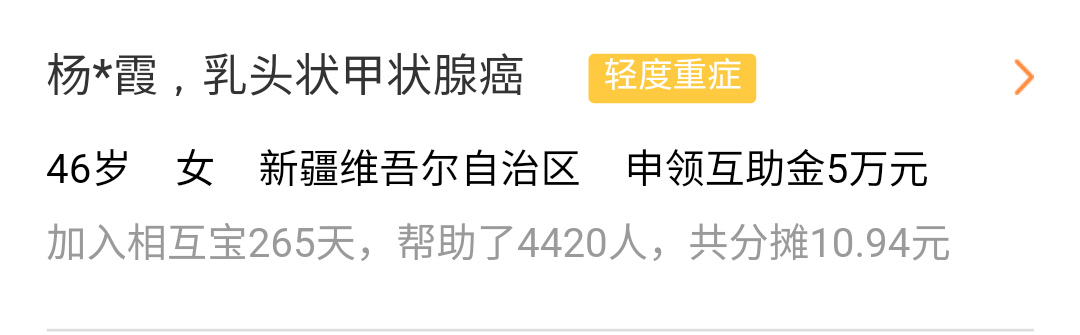 杨*霞，乳头状甲状腺癌 轻度重症
46岁 女 新疆维吾尔自治区 申领互助金5万元
加入相互宝265天，帮助了4420人，共分摊10.94元